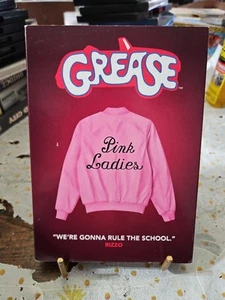 GREASE
Pink
Ladies
"WE'RE GONNA RULE THE SCHOOL."
RIZZO